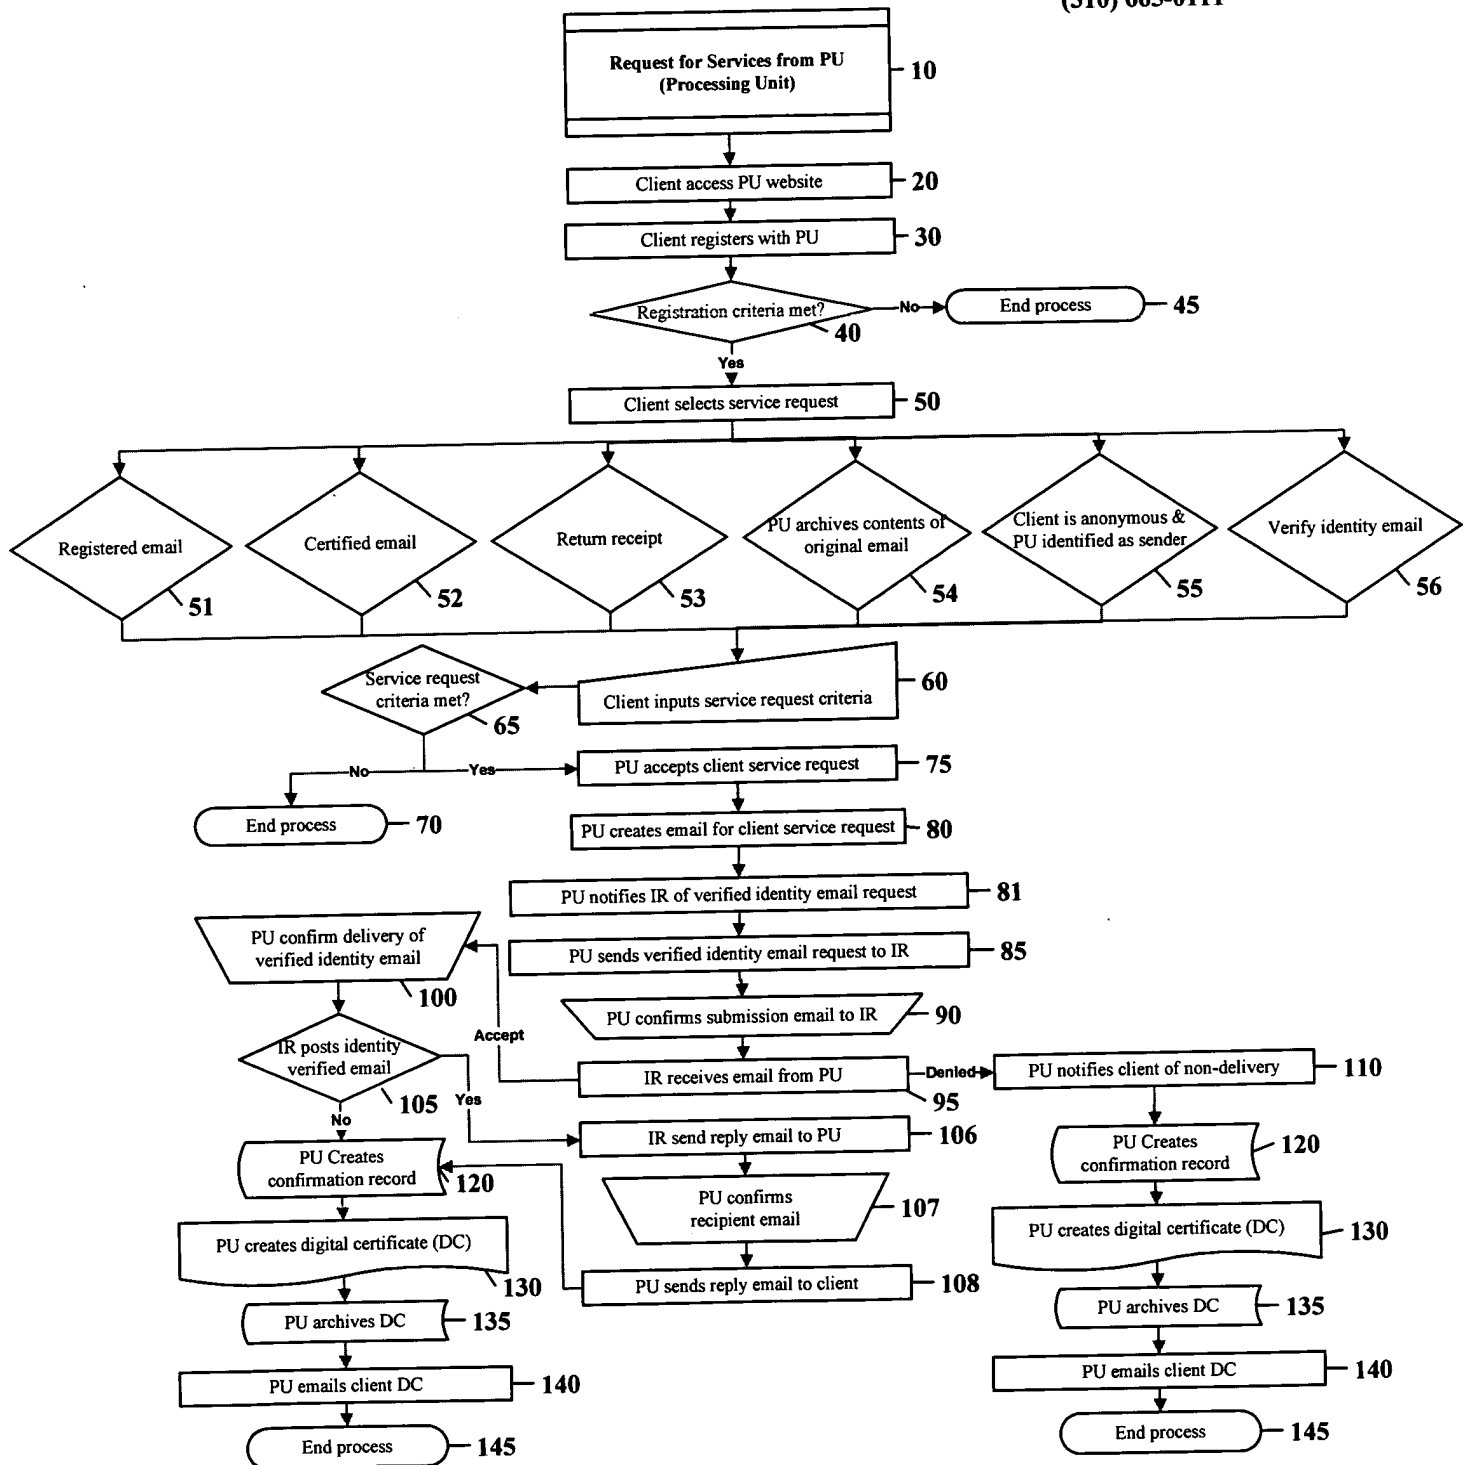 Request for Services from PU
(Processing Unit)
10
Client access PU website
20
Client registers with PU
30
Registration criteria met?
40
No
End process
45
Yes
Client selects service request
50
Registered email
51
Certified email
52
Return receipt
53
PU archives contents of
original email
54
Client is anonymous &
PU identified as sender
55
Verify identity email
56
Client inputs service request criteria
60
Service request
criteria met?
65
No
Yes
End process
70
PU accepts client service request
75
PU creates email for client service request
80
PU notifies IR of verified identity email request
81
PU sends verified identity email request to IR
85
PU confirms submission email to IR
90
IR receives email from PU
95
Accept
Denied
PU confirm delivery of
verified identity email
100
IR posts identity
verified email
105
Yes
No
IR send reply email to PU
106
PU confirms
recipient email
107
PU sends reply email to client
108
PU Creates
confirmation record
120
PU creates digital certificate (DC)
130
PU archives DC
135
PU emails client DC
140
End process
145
PU notifies client of non-delivery
110
PU Creates
confirmation record
120
PU creates digital certificate (DC)
130
PU archives DC
135
PU emails client DC
140
End process
145